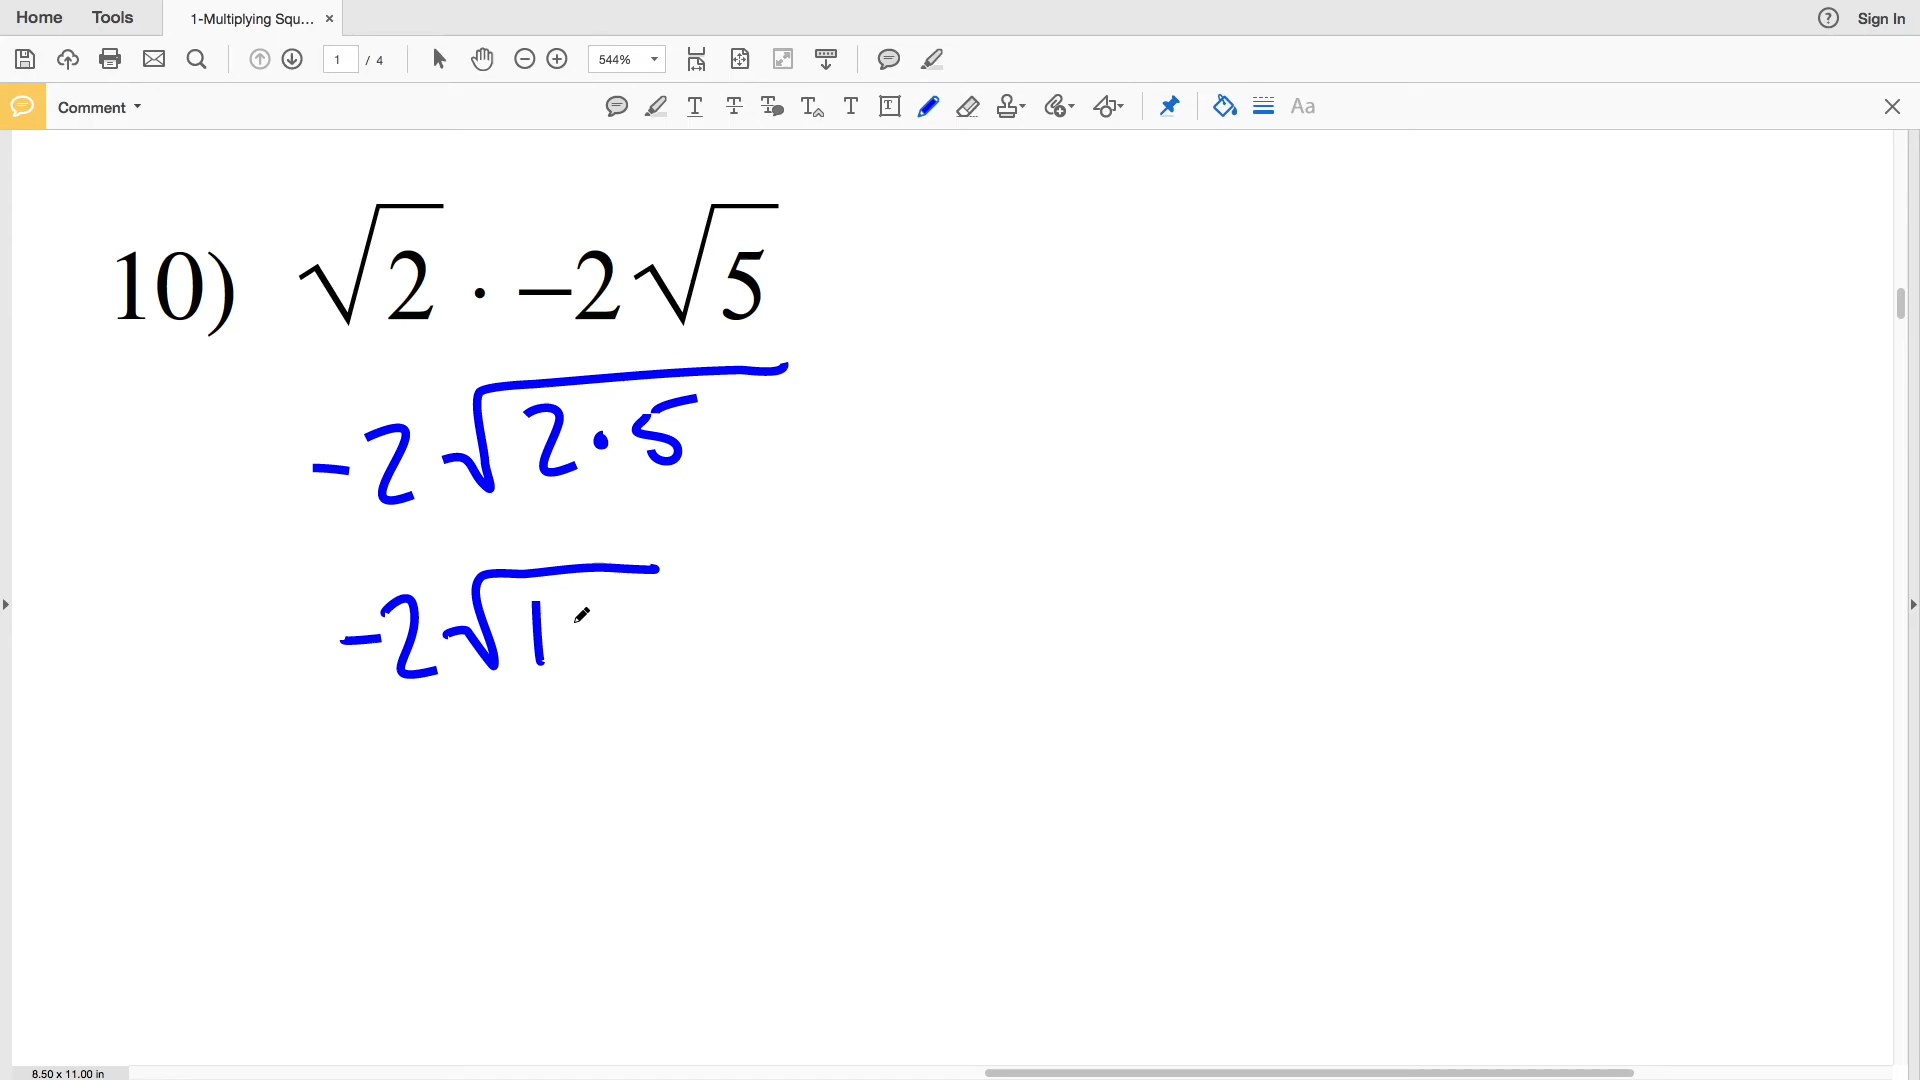 Home Tools 1-Multiplying Squ... × ? Sign In
1 / 4 544%
Comment T T T T T T Aa
10) √2 · −2√5
-2√2·5
-2√1
8.50 x 11.00 in